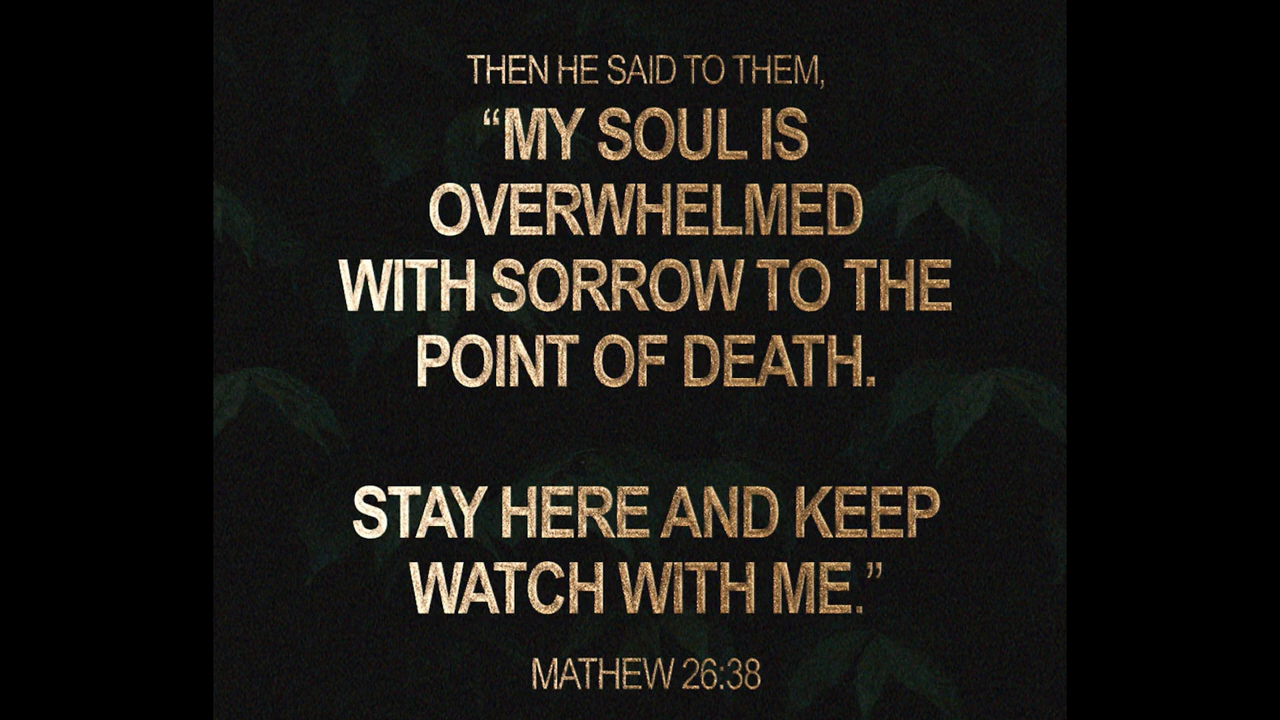 THEN HE SAID TO THEM,
“MY SOUL IS
OVERWHELMED
WITH SORROW TO THE
POINT OF DEATH.
STAY HERE AND KEEP
WATCH WITH ME.”
MATHEW 26:38